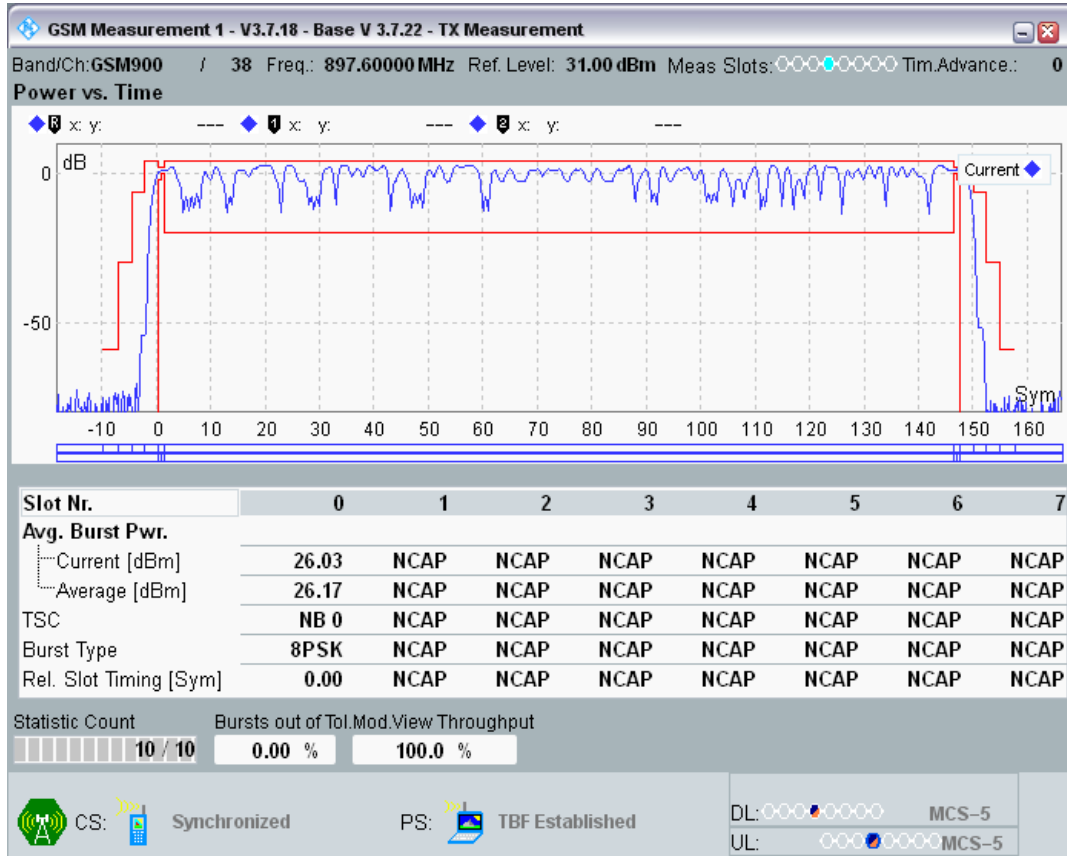 GSM Measurement 1 - V3.7.18 - Base V 3.7.22 - TX Measurement
Band/Ch:GSM900 / 38 Freq.: 897.60000 MHz Ref. Level: 31.00 dBm Meas Slots: Tim.Advance.: 0
Power vs. Time
R x: y: --- 1 x: y: --- 2 x: y: ---
dB
0
Current
-50
Sym
-10 0 10 20 30 40 50 60 70 80 90 100 110 120 130 140 150 160
Slot Nr. 0 1 2 3 4 5 6 7
Avg. Burst Pwr.
Current [dBm] 26.03 NCAP NCAP NCAP NCAP NCAP NCAP NCAP
Average [dBm] 26.17 NCAP NCAP NCAP NCAP NCAP NCAP NCAP
TSC NB 0 NCAP NCAP NCAP NCAP NCAP NCAP NCAP
Burst Type 8PSK NCAP NCAP NCAP NCAP NCAP NCAP NCAP
Rel. Slot Timing [Sym] 0.00 NCAP NCAP NCAP NCAP NCAP NCAP NCAP
Statistic Count Bursts out of Tol. Mod.View Throughput
10 / 10 0.00 % 100.0 %
CS: Synchronized PS: TBF Established DL: MCS-5
UL: MCS-5